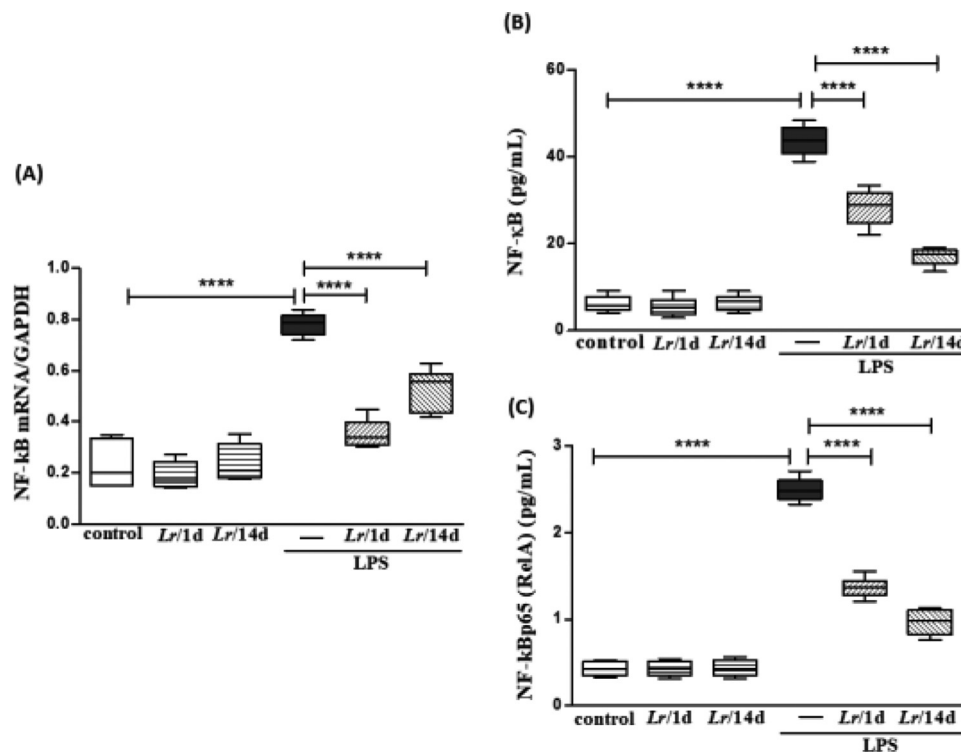 (A)
NF-kB mRNA/GAPDH
1.0
0.8
0.6
0.4
0.2
0.0
****
****
****
control Lr/1d Lr/14d — Lr/1d Lr/14d
LPS
(B)
NF-κB (pg/mL)
60
40
20
0
****
****
****
control Lr/1d Lr/14d — Lr/1d Lr/14d
LPS
(C)
NF-kBp65 (RelA) (pg/mL)
3
2
1
0
****
****
****
control Lr/1d Lr/14d — Lr/1d Lr/14d
LPS